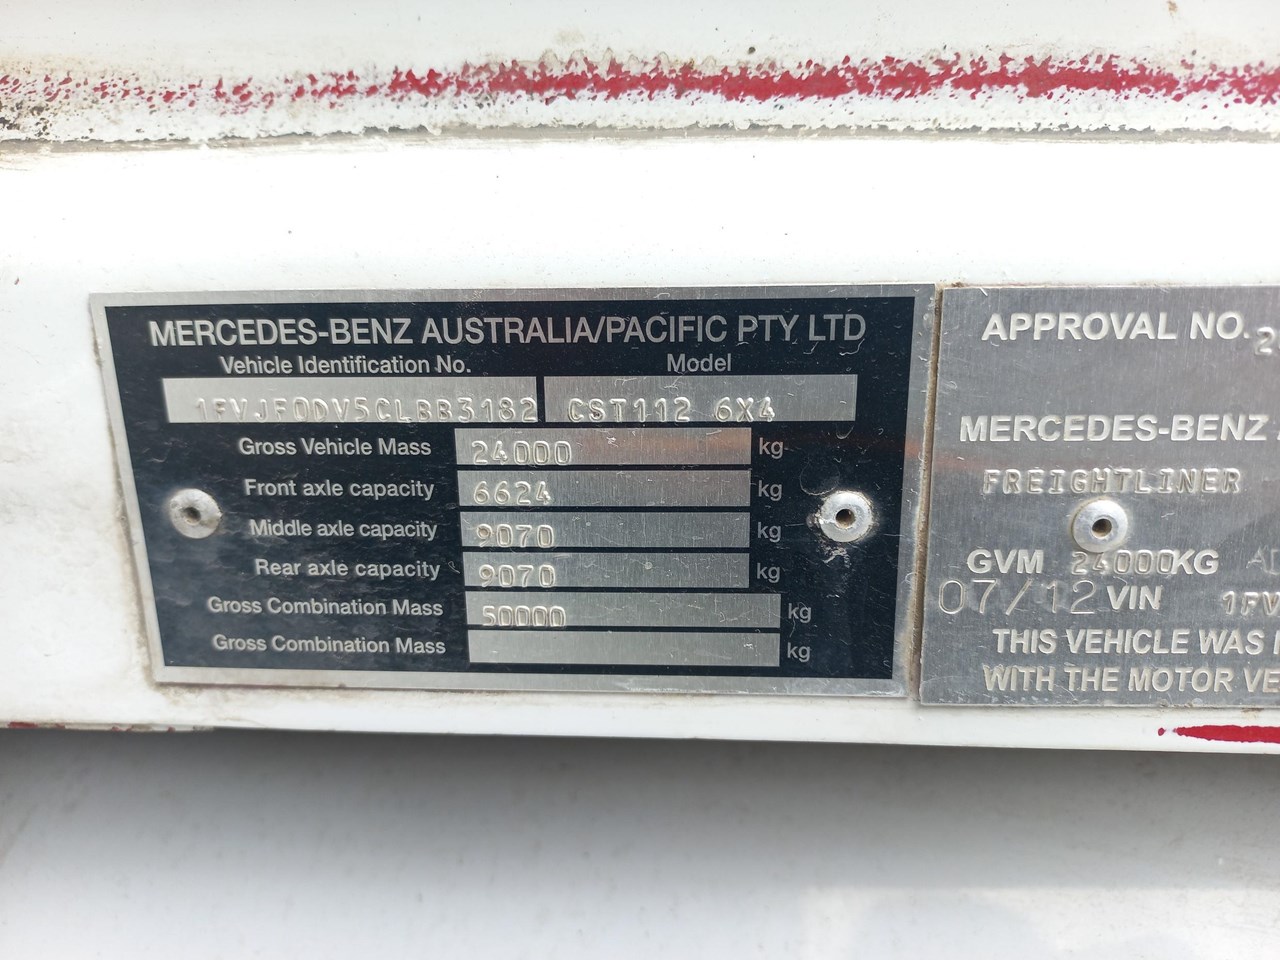 MERCEDES-BENZ AUSTRALIA/PACIFIC PTY LTD
Vehicle Identification No. Model
1FVJF0DV5CLBB3182 CST112 6X4
Gross Vehicle Mass 24000 kg
Front axle capacity 6624 kg
Middle axle capacity 9070 kg
Rear axle capacity 9070 kg
Gross Combination Mass 50000 kg
Gross Combination Mass kg
APPROVAL NO.
MERCEDES-BENZ
FREIGHTLINER
GVM 24000KG
07/12 VIN 1FV
THIS VEHICLE WAS
WITH THE MOTOR VE